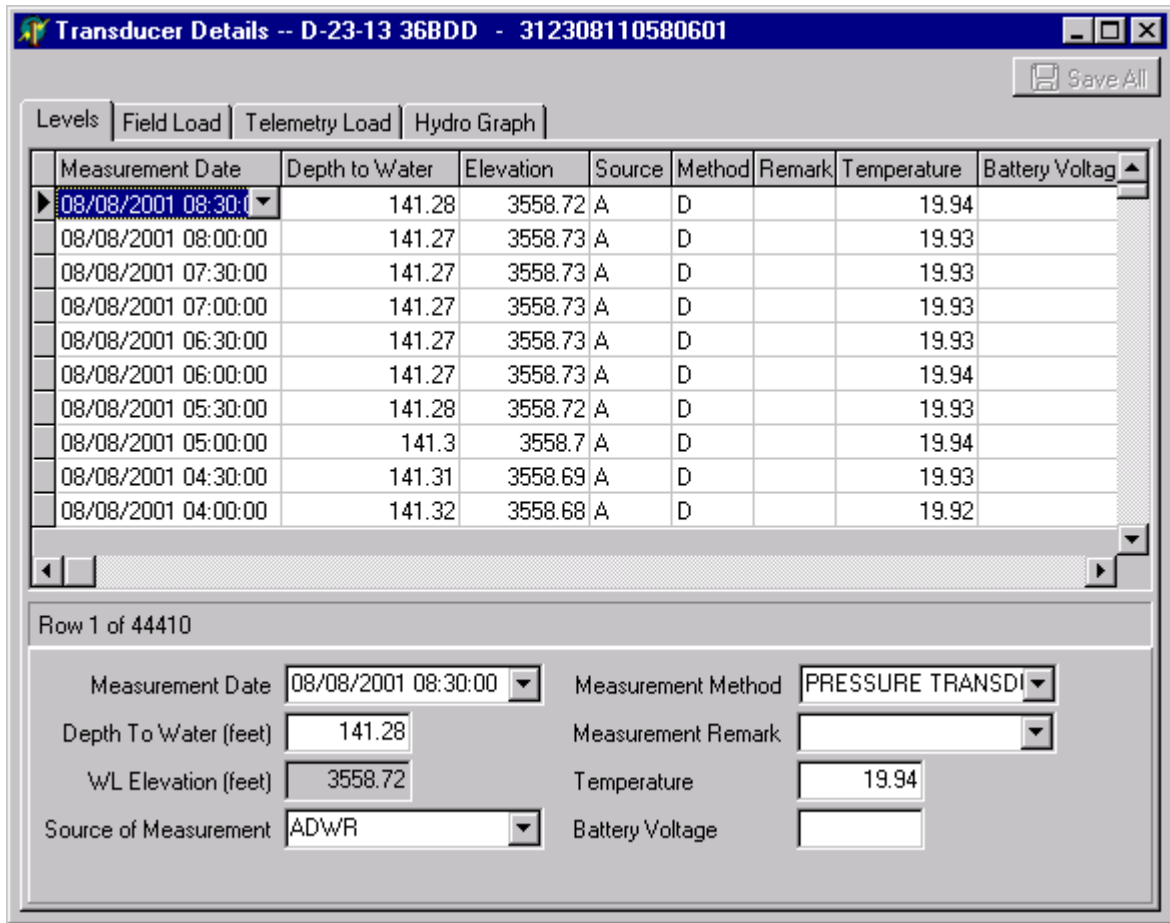 Transducer Details -- D-23-13 36BDD - 312308110580601
Save All
Levels Field Load Telemetry Load Hydro Graph
Measurement Date Depth to Water Elevation Source Method Remark Temperature Battery Voltag
08/08/2001 08:30:0 141.28 3558.72 A D 19.94
08/08/2001 08:00:00 141.27 3558.73 A D 19.93
08/08/2001 07:30:00 141.27 3558.73 A D 19.93
08/08/2001 07:00:00 141.27 3558.73 A D 19.93
08/08/2001 06:30:00 141.27 3558.73 A D 19.93
08/08/2001 06:00:00 141.27 3558.73 A D 19.94
08/08/2001 05:30:00 141.28 3558.72 A D 19.93
08/08/2001 05:00:00 141.3 3558.7 A D 19.94
08/08/2001 04:30:00 141.31 3558.69 A D 19.93
08/08/2001 04:00:00 141.32 3558.68 A D 19.92
Row 1 of 44410
Measurement Date 08/08/2001 08:30:00 Measurement Method PRESSURE TRANSDU
Depth To Water (feet) 141.28 Measurement Remark
WL Elevation (feet) 3558.72 Temperature 19.94
Source of Measurement ADWR Battery Voltage